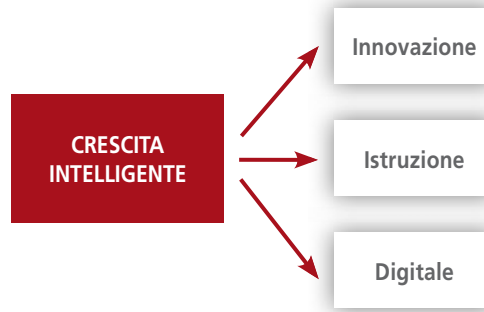 Innovazione
CRESCITA
INTELLIGENTE
Istruzione
Digitale